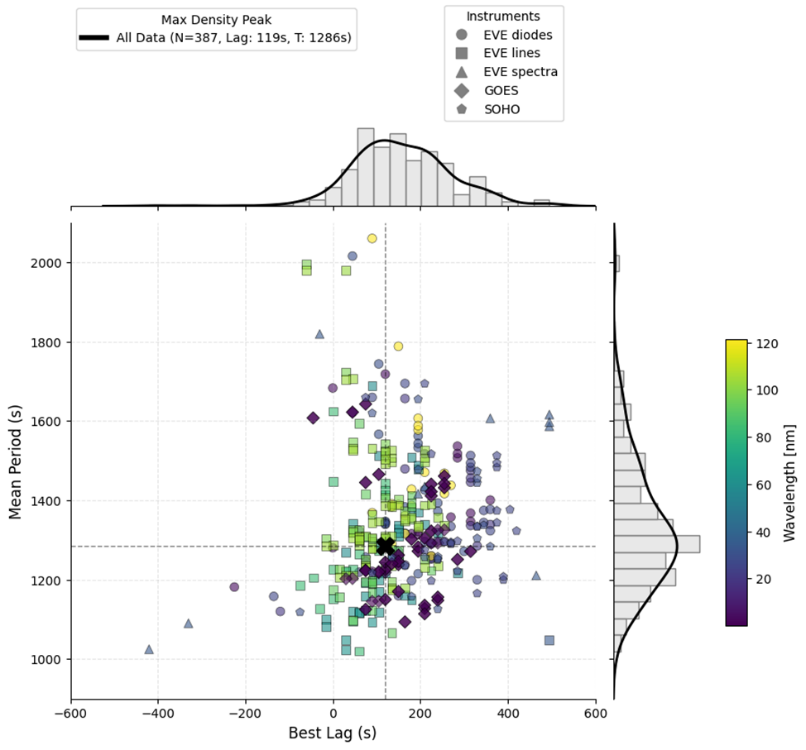 Max Density Peak
All Data (N=387, Lag: 119s, T: 1286s)
Instruments
EVE diodes
EVE lines
EVE spectra
GOES
SOHO
2000
1800
1600
1400
1200
1000
Mean Period (s)
−600
−400
−200
0
200
400
600
Best Lag (s)
120
100
80
60
40
20
Wavelength [nm]